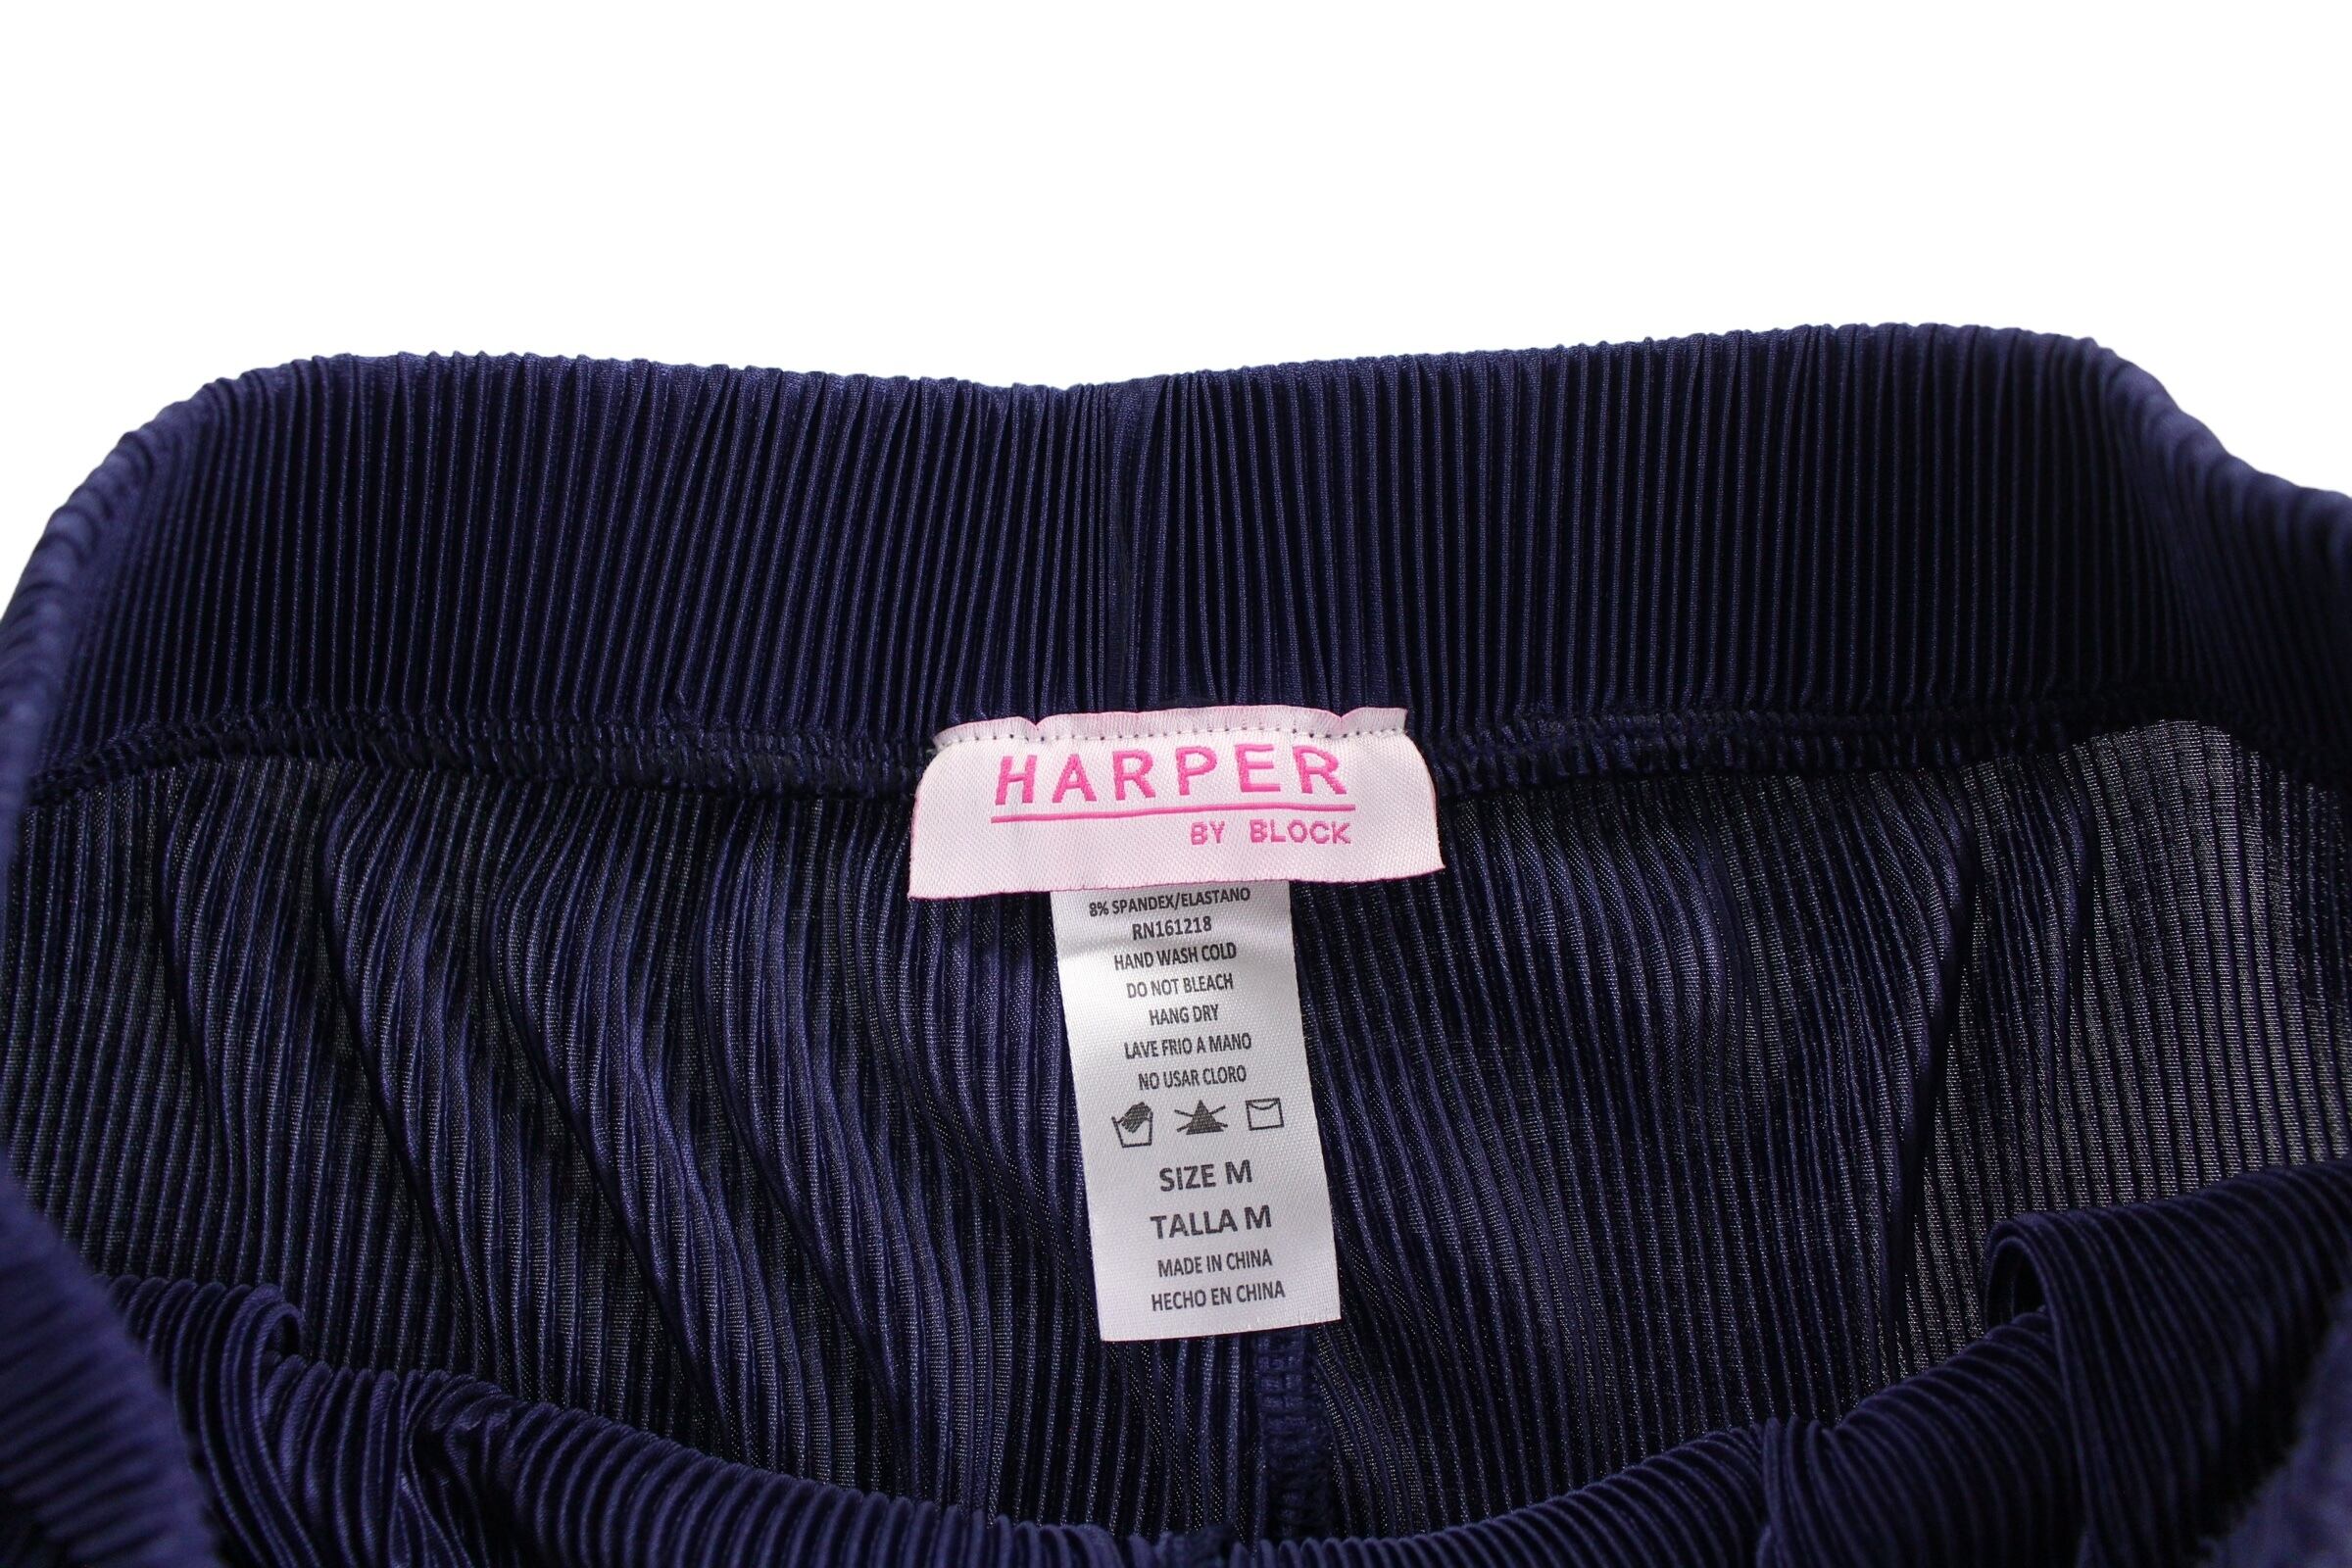 HARPER
BY BLOCK
8% SPANDEX/ELASTANO
RN161218
HAND WASH COLD
DO NOT BLEACH
HANG DRY
LAVE FRIO A MANO
NO USAR CLORO
SIZE M
TALLA M
MADE IN CHINA
HECHO EN CHINA